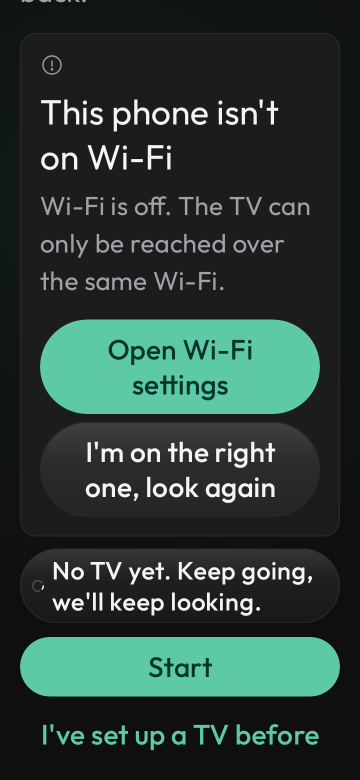 back.
This phone isn't
on Wi-Fi
Wi-Fi is off. The TV can
only be reached over
the same Wi-Fi.
Open Wi-Fi
settings
I'm on the right
one, look again
No TV yet. Keep going,
we'll keep looking.
Start
I've set up a TV before